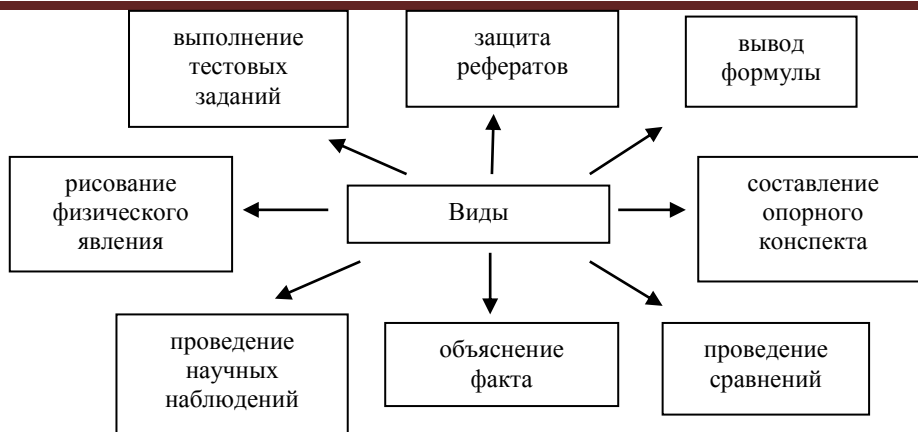 выполнение
тестовых
заданий
защита
рефератов
вывод
формулы
рисование
физического
явления
Виды
составление
опорного
конспекта
проведение
научных
наблюдений
объяснение
факта
проведение
сравнений